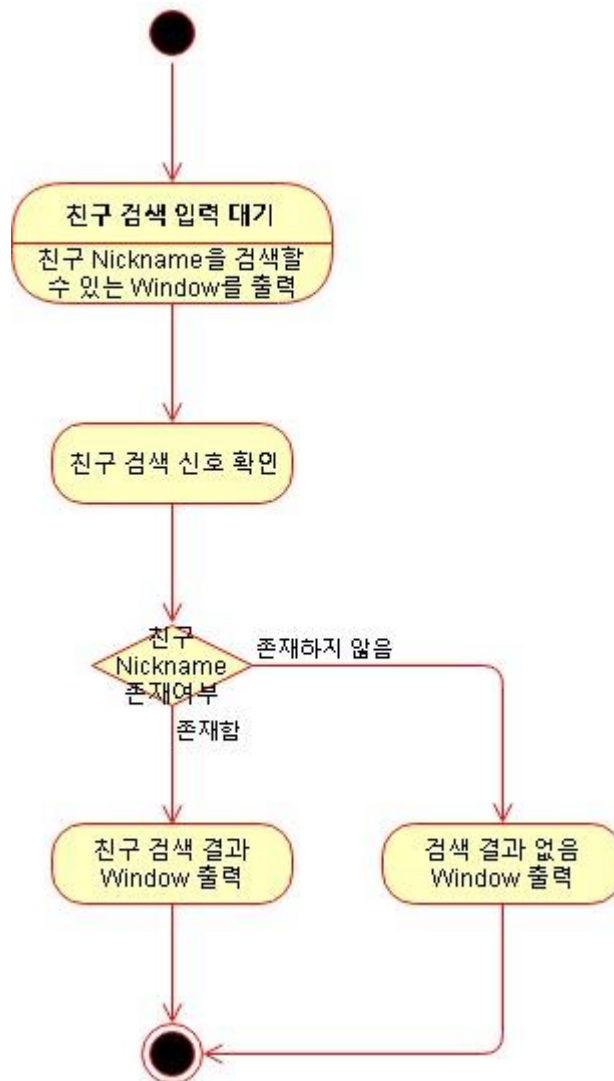 친구 검색 입력 대기
친구 Nickname을 검색할
수 있는 Window를 출력
친구 검색 신호 확인
친구
Nickname
존재여부
존재하지 않음
존재함
친구 검색 결과
Window 출력
검색 결과 없음
Window 출력